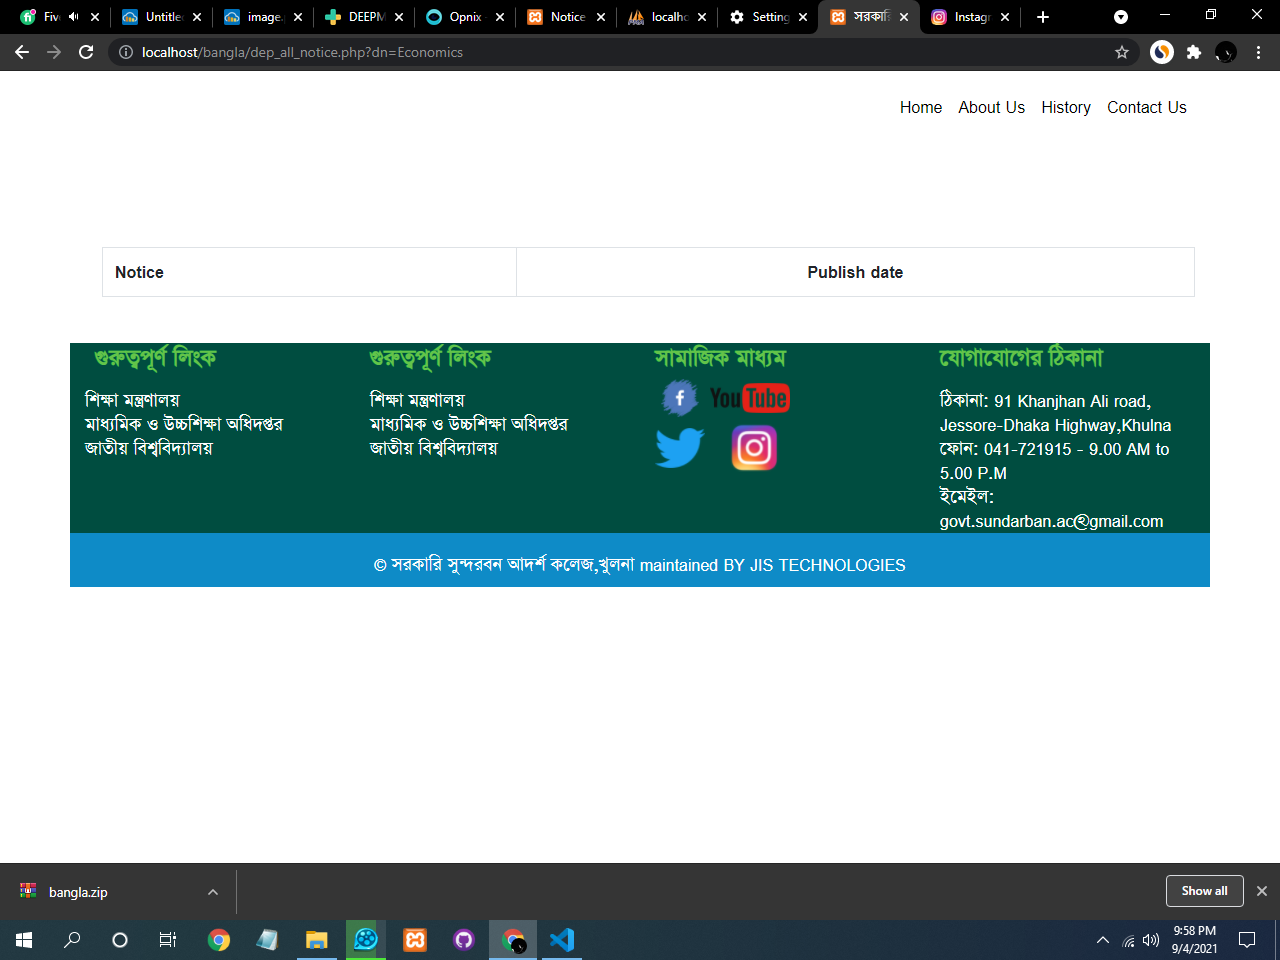 Five
Untitle
image.
DEEPM
Opnix
Notice
localho
Setting
সরকারি
Instagr
localhost/bangla/dep_all_notice.php?dn=Economics
Home About Us History Contact Us
Notice Publish date
গুরুত্বপূর্ণ লিংক
শিক্ষা মন্ত্রণালয়
মাধ্যমিক ও উচ্চশিক্ষা অধিদপ্তর
জাতীয় বিশ্ববিদ্যালয়
গুরুত্বপূর্ণ লিংক
শিক্ষা মন্ত্রণালয়
মাধ্যমিক ও উচ্চশিক্ষা অধিদপ্তর
জাতীয় বিশ্ববিদ্যালয়
সামাজিক মাধ্যম
YouTube
যোগাযোগের ঠিকানা
ঠিকানা: 91 Khanjhan Ali road,
Jessore-Dhaka Highway,Khulna
ফোন: 041-721915 - 9.00 AM to
5.00 P.M
ইমেইল:
govt.sundarban.ac@gmail.com
© সরকারি সুন্দরবন আদর্শ কলেজ,খুলনা maintained BY JIS TECHNOLOGIES
bangla.zip
Show all
9:58 PM
9/4/2021